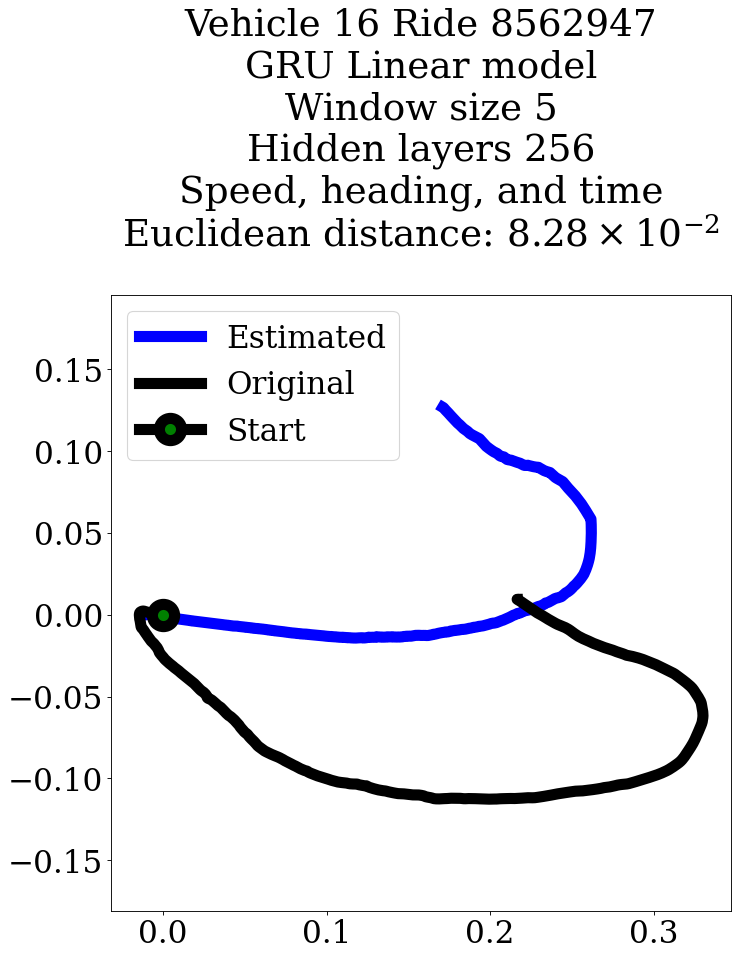 Vehicle 16 Ride 8562947
GRU Linear model
Window size 5
Hidden layers 256
Speed, heading, and time
Euclidean distance: 8.28 × 10⁻²
Estimated
Original
Start
0.15
0.10
0.05
0.00
−0.05
−0.10
−0.15
0.0 0.1 0.2 0.3